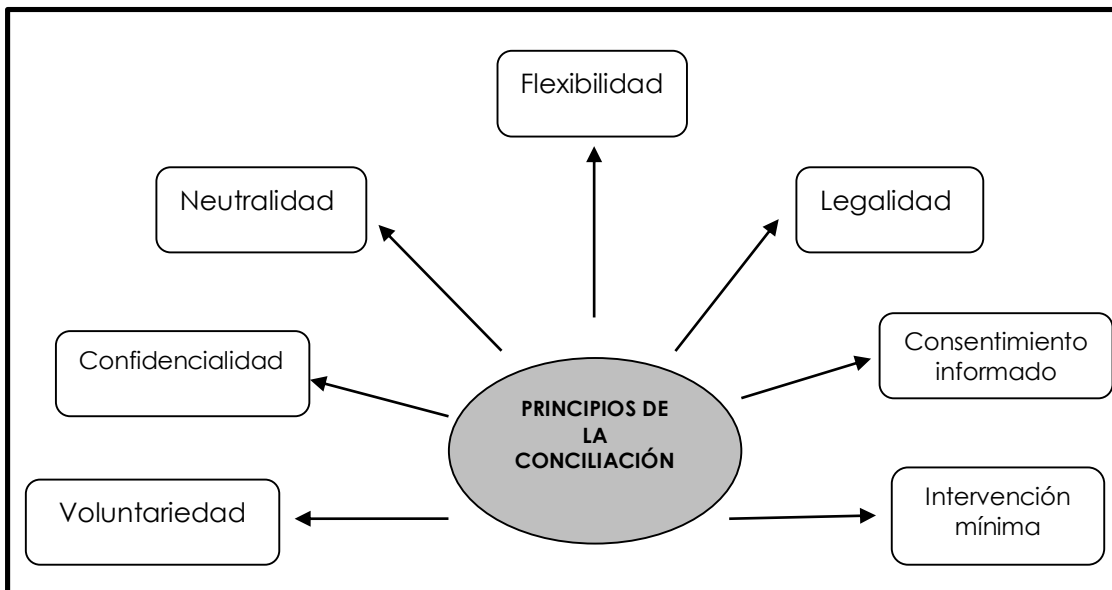 Flexibilidad
Neutralidad
Legalidad
Confidencialidad
Consentimiento
informado
PRINCIPIOS DE
LA
CONCILIACIÓN
Voluntariedad
Intervención
mínima